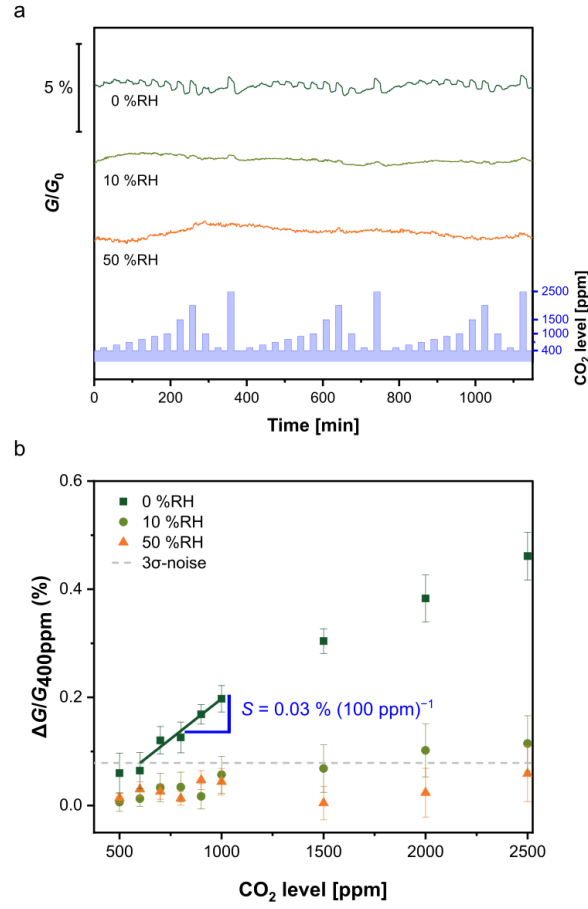 a
5 %
G/G₀
0 %RH
10 %RH
50 %RH
2500
1500
1000
400
CO₂ level [ppm]
0 200 400 600 800 1000
Time [min]
b
0.6
0.4
0.2
0.0
ΔG/G400ppm (%)
0 %RH
10 %RH
50 %RH
3σ-noise
S = 0.03 % (100 ppm)⁻¹
500 1000 1500 2000 2500
CO₂ level [ppm]